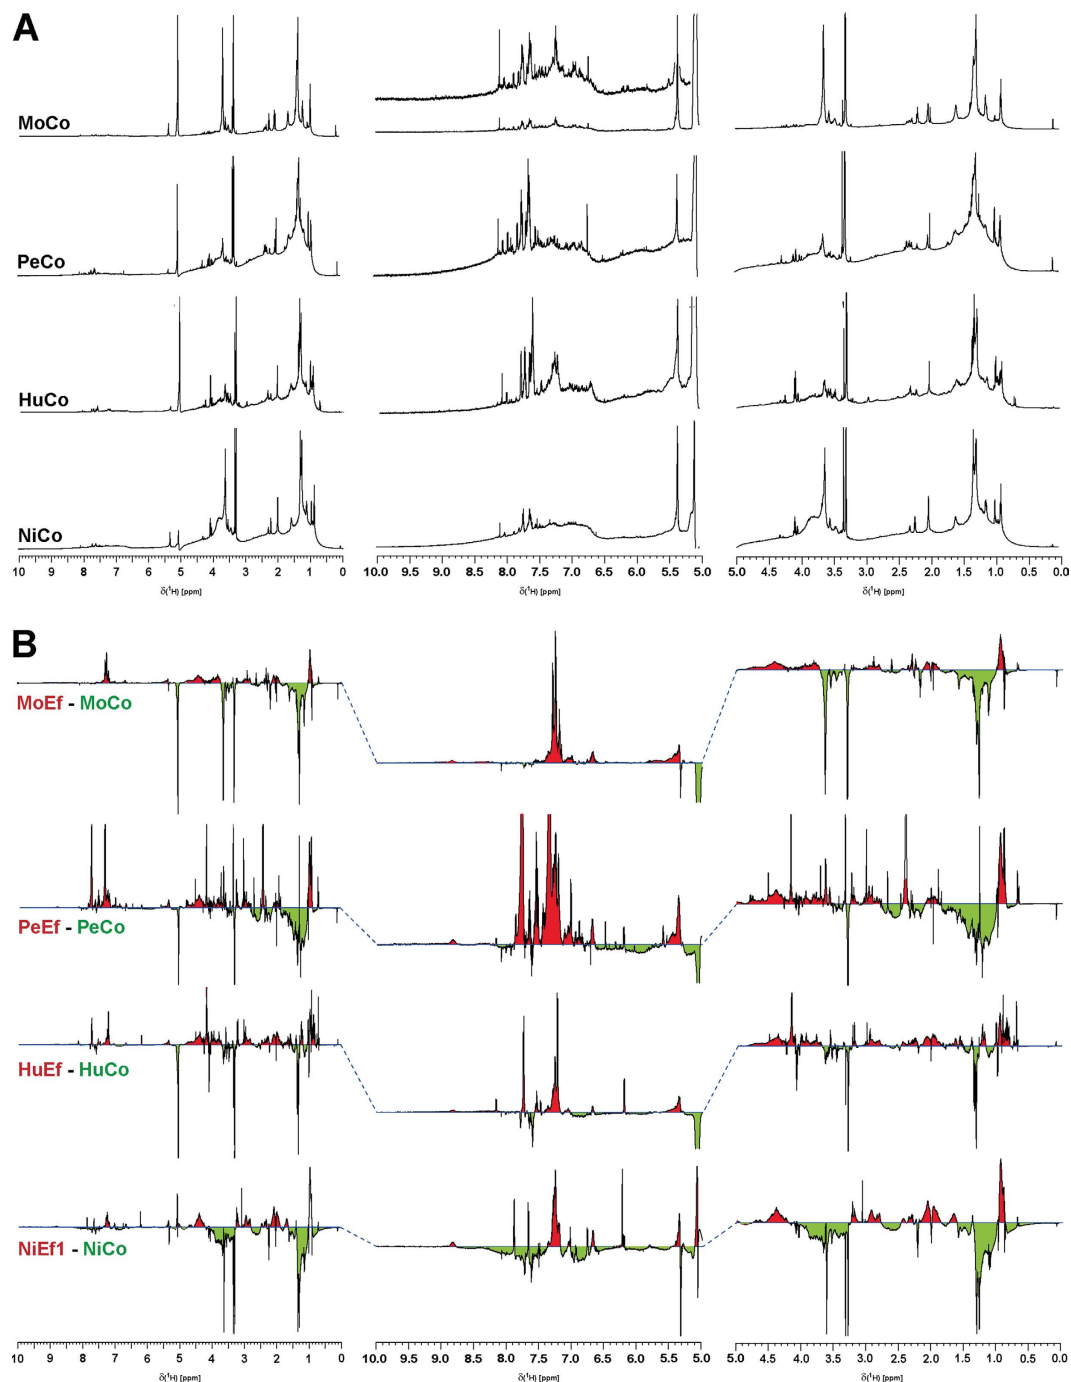 A
MoCo
PeCo
HuCo
NiCo
10 9 8 7 6 5 4 3 2 1 0
10.0 9.5 9.0 8.5 8.0 7.5 7.0 6.5 6.0 5.5 5.0
5.0 4.5 4.0 3.5 3.0 2.5 2.0 1.5 1.0 0.5 0.0
δ(¹H) [ppm] δ(¹H) [ppm] δ(¹H) [ppm]
B
MoEf - MoCo
PeEf - PeCo
HuEf - HuCo
NiEf1 - NiCo
10 9 8 7 6 5 4 3 2 1 0
10.0 9.5 9.0 8.5 8.0 7.5 7.0 6.5 6.0 5.5 5.0
5.0 4.5 4.0 3.5 3.0 2.5 2.0 1.5 1.0 0.5 0.0
δ(¹H) [ppm] δ(¹H) [ppm] δ(¹H) [ppm]